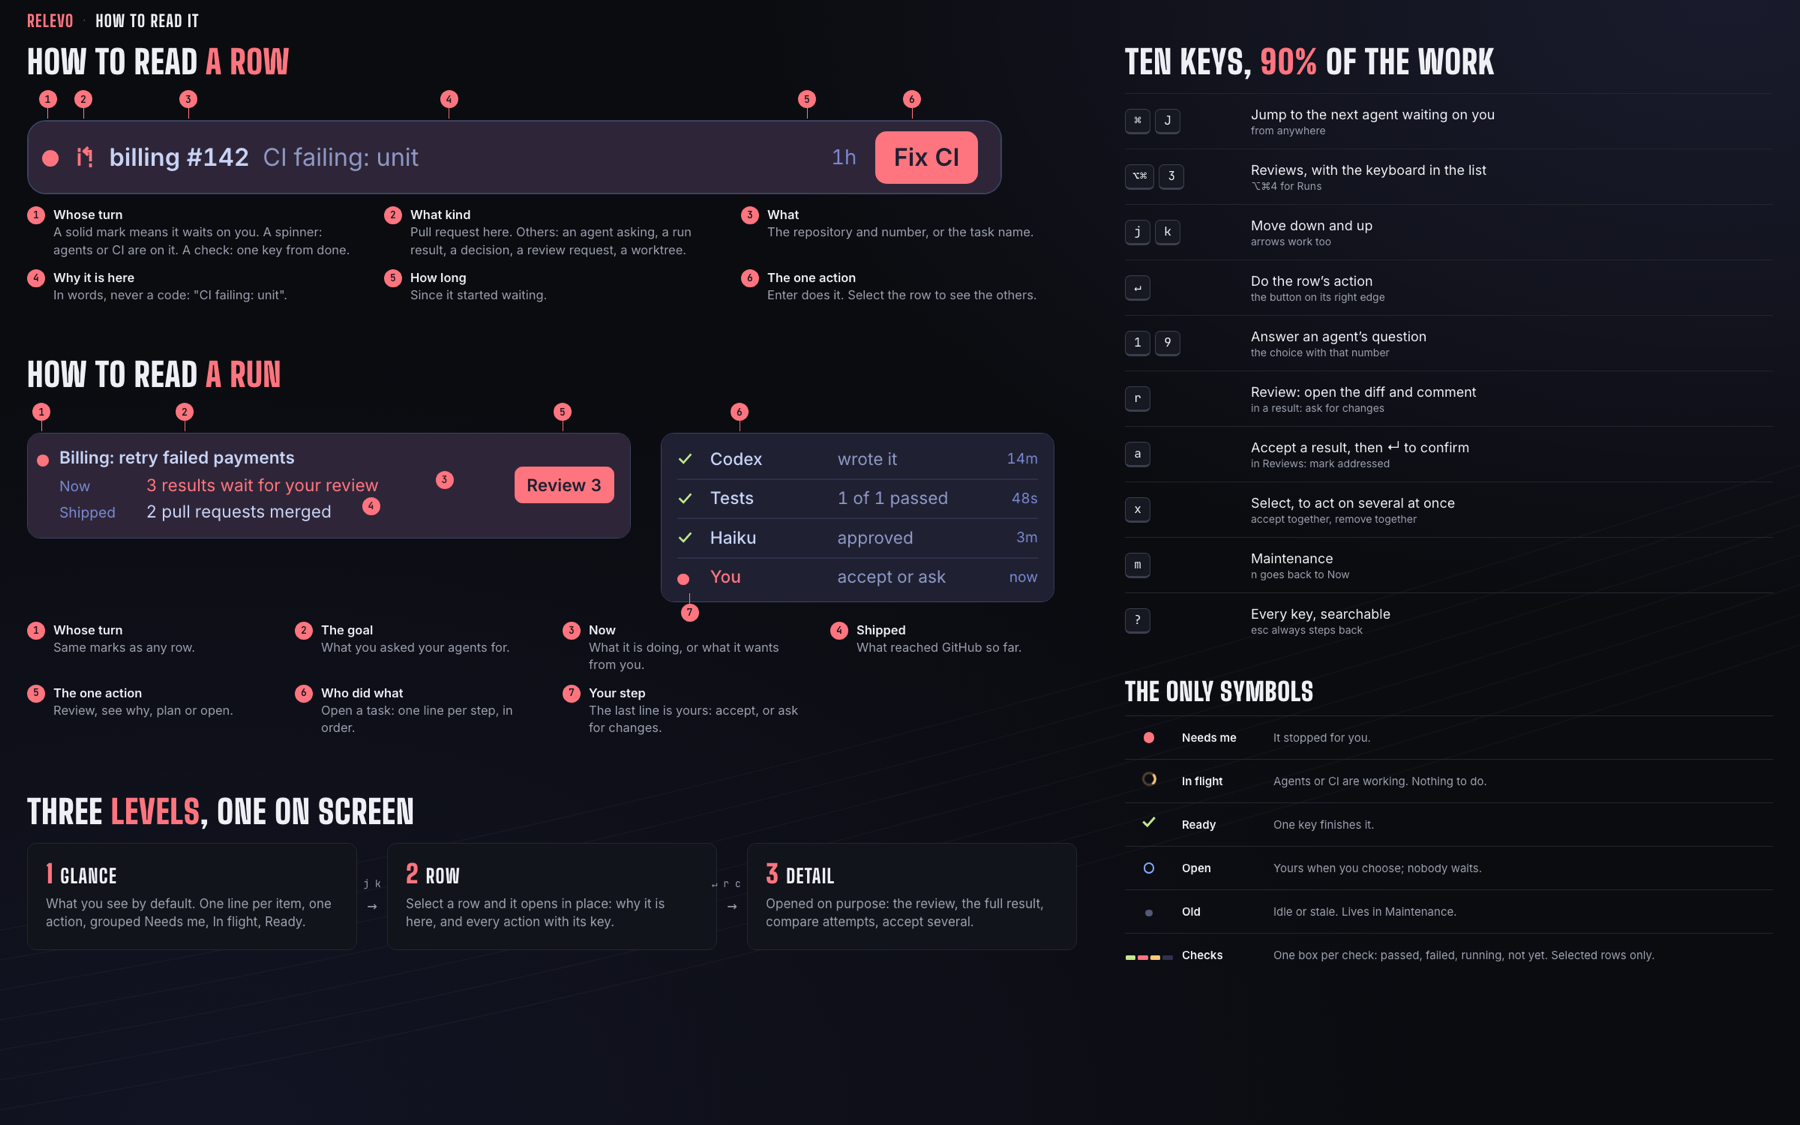 RELEVO · HOW TO READ IT
HOW TO READ A ROW
1 2 3 4 5 6
billing #142 CI failing: unit 1h Fix CI
1 Whose turn
A solid mark means it waits on you. A spinner:
agents or CI are on it. A check: one key from done.
2 What kind
Pull request here. Others: an agent asking, a run
result, a decision, a review request, a worktree.
3 What
The repository and number, or the task name.
4 Why it is here
In words, never a code: "CI failing: unit".
5 How long
Since it started waiting.
6 The one action
Enter does it. Select the row to see the others.
HOW TO READ A RUN
1 2 5 6
Billing: retry failed payments
Now 3 results wait for your review 3
Shipped 2 pull requests merged 4
Review 3
Codex wrote it 14m
Tests 1 of 1 passed 48s
Haiku approved 3m
You accept or ask now
7
1 Whose turn
Same marks as any row.
2 The goal
What you asked your agents for.
3 Now
What it is doing, or what it wants
from you.
4 Shipped
What reached GitHub so far.
5 The one action
Review, see why, plan or open.
6 Who did what
Open a task: one line per step, in
order.
7 Your step
The last line is yours: accept, or ask
for changes.
THREE LEVELS, ONE ON SCREEN
1 GLANCE
What you see by default. One line per item, one
action, grouped Needs me, In flight, Ready.
j k
→
2 ROW
Select a row and it opens in place: why it is
here, and every action with its key.
↵ r c
→
3 DETAIL
Opened on purpose: the review, the full result,
compare attempts, accept several.
TEN KEYS, 90% OF THE WORK
⌘ J Jump to the next agent waiting on you
from anywhere
⌥⌘ 3 Reviews, with the keyboard in the list
⌥⌘4 for Runs
j k Move down and up
arrows work too
↵ Do the row’s action
the button on its right edge
1 9 Answer an agent’s question
the choice with that number
r Review: open the diff and comment
in a result: ask for changes
a Accept a result, then ↵ to confirm
in Reviews: mark addressed
x Select, to act on several at once
accept together, remove together
m Maintenance
n goes back to Now
? Every key, searchable
esc always steps back
THE ONLY SYMBOLS
Needs me It stopped for you.
In flight Agents or CI are working. Nothing to do.
Ready One key finishes it.
Open Yours when you choose; nobody waits.
Old Idle or stale. Lives in Maintenance.
Checks One box per check: passed, failed, running, not yet. Selected rows only.